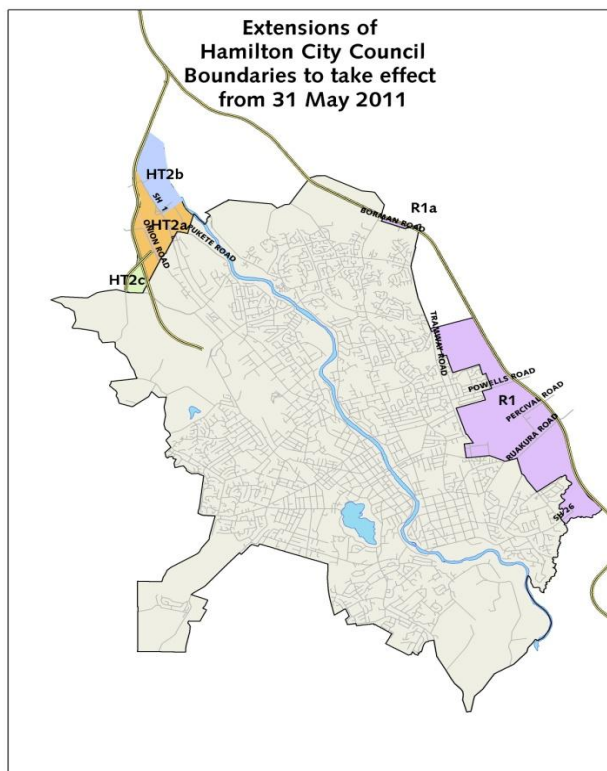 Extensions of
Hamilton City Council
Boundaries to take effect
from 31 May 2011
HT2b
SH 1
HT2a
PUKETE ROAD
ORION ROAD
HT2c
R1a
BORMAN ROAD
TRAMWAY ROAD
POWELLS ROAD
R1
PERCIVAL ROAD
RUAKURA ROAD
SH 26